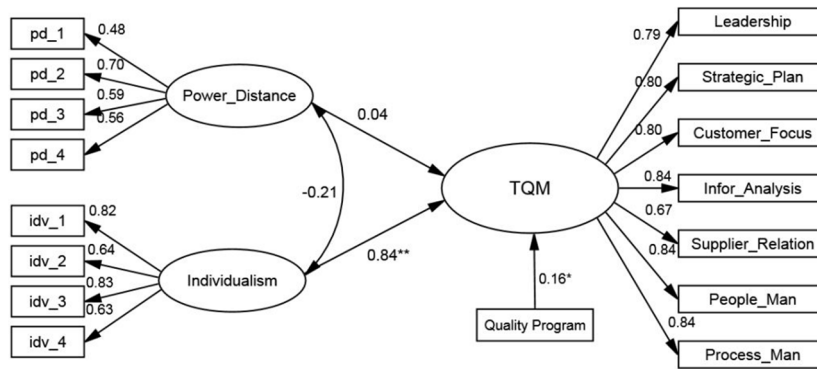 pd_1
0.48
pd_2
0.70
pd_3
0.59
pd_4
0.56
Power_Distance
0.04
-0.21
idv_1
0.82
idv_2
0.64
idv_3
0.83
idv_4
0.63
Individualism
0.84**
TQM
0.16*
Quality Program
0.79
Leadership
0.80
Strategic_Plan
0.80
Customer_Focus
0.84
Infor_Analysis
0.67
Supplier_Relation
0.84
People_Man
0.84
Process_Man